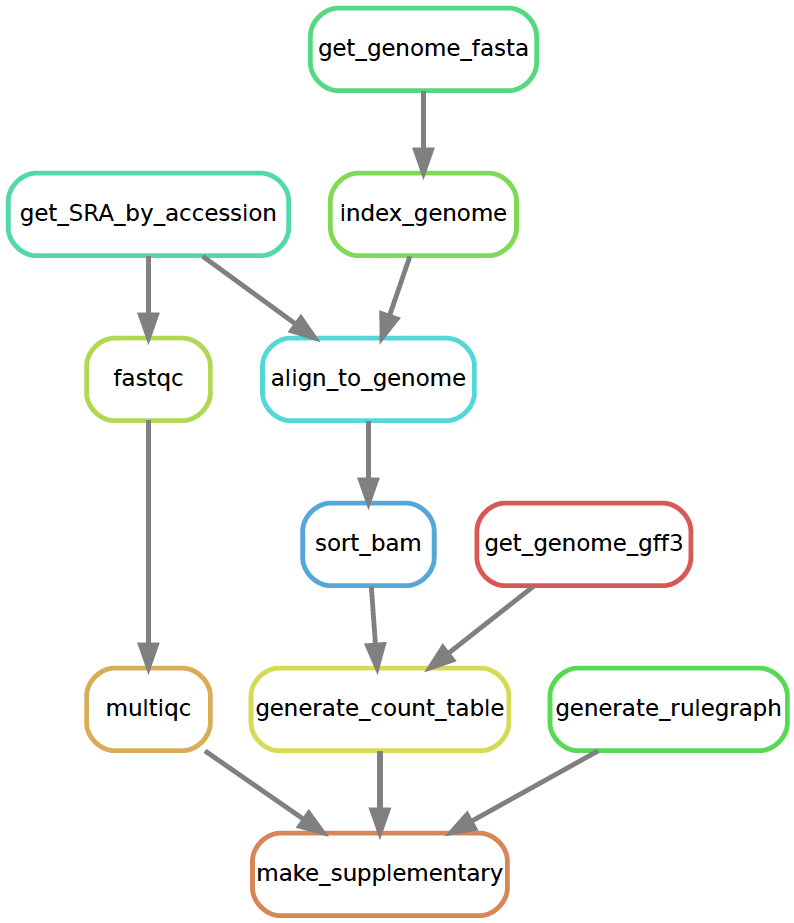 get_genome_fasta
get_SRA_by_accession
index_genome
fastqc
align_to_genome
sort_bam
get_genome_gff3
multiqc
generate_count_table
generate_rulegraph
make_supplementary